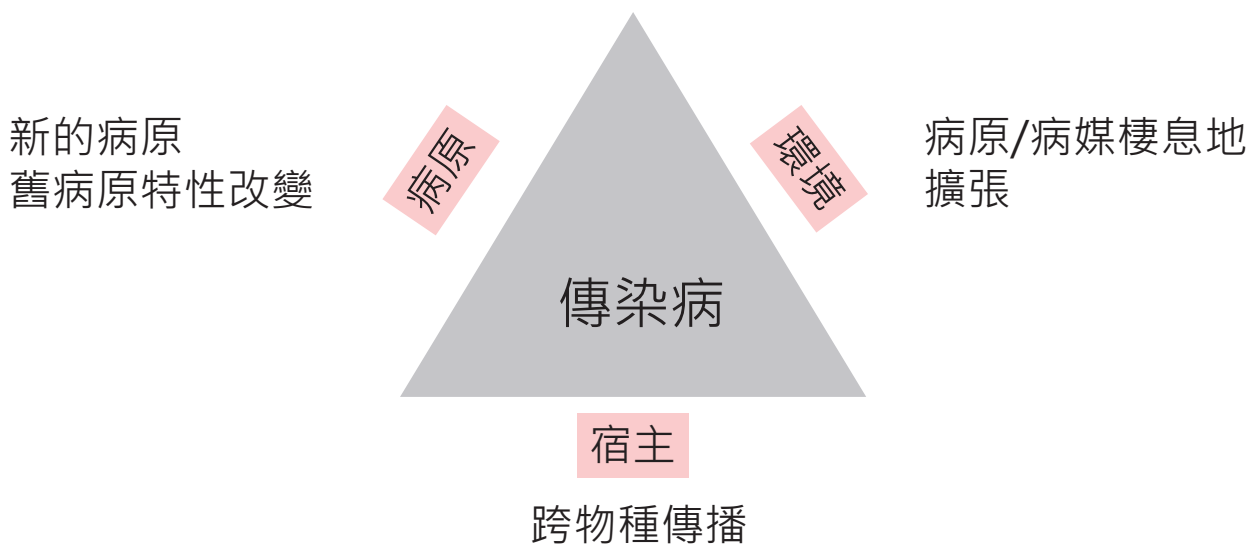 新的病原
舊病原特性改變
病原
環境
病原/病媒棲息地
擴張
傳染病
宿主
跨物種傳播